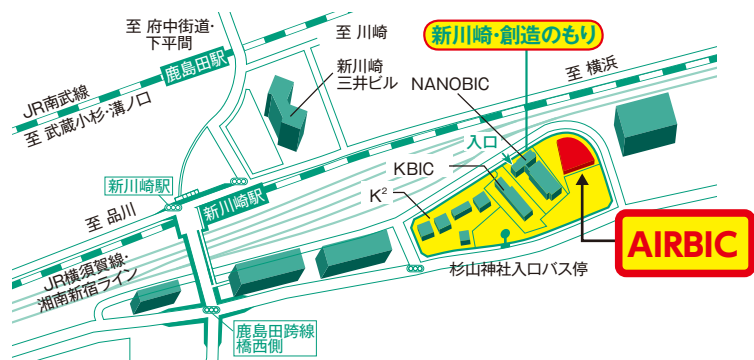 至 府中街道・
下平間
至 川崎
新川崎・創造のもり
鹿島田駅
新川崎
三井ビル
NANOBIC
至 横浜
JR南武線
至 武蔵小杉・溝ノ口
入口
KBIC
新川崎駅
新川崎駅
K²
至 品川
AIRBIC
杉山神社入口バス停
JR横須賀線・
湘南新宿ライン
鹿島田跨線
橋西側